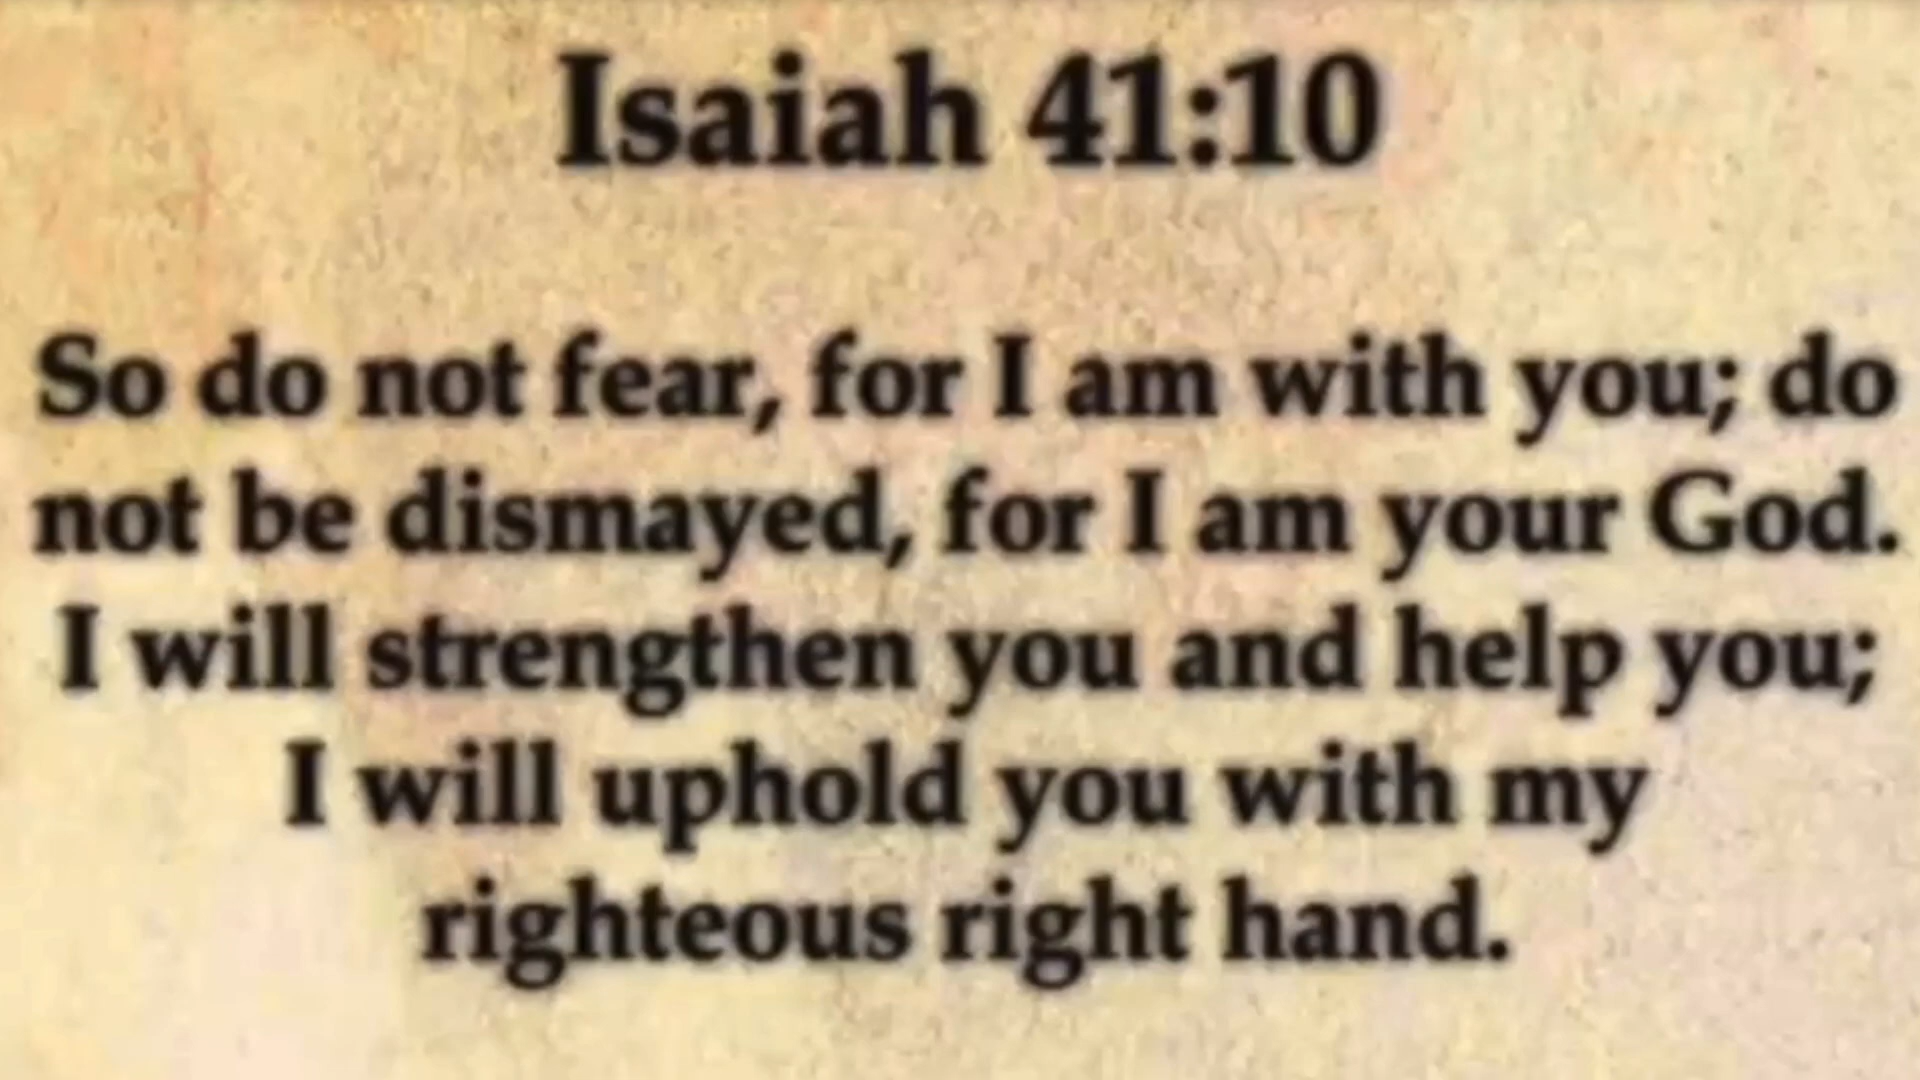 Isaiah 41:10
So do not fear, for I am with you; do
not be dismayed, for I am your God.
I will strengthen you and help you;
I will uphold you with my
righteous right hand.